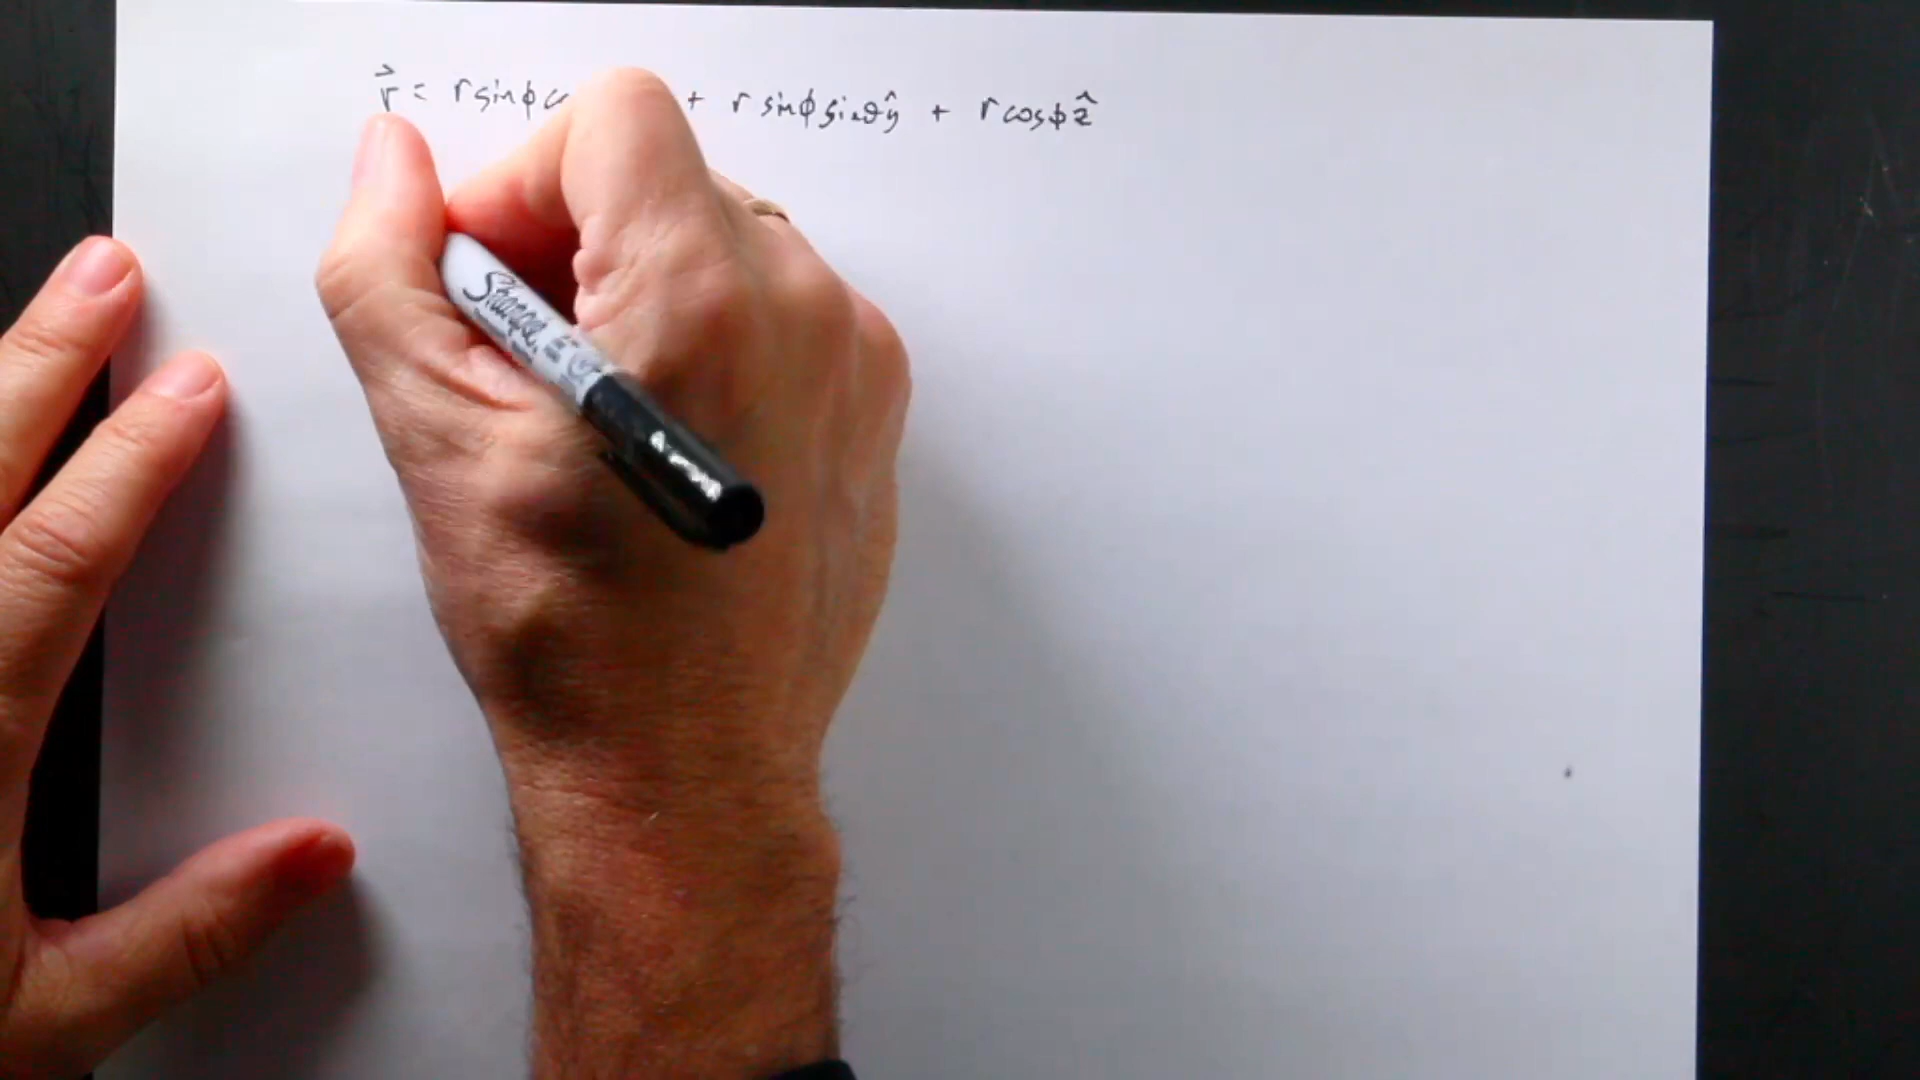 r⃗ = r sinϕ + r sinϕ sinθ ŷ + r cosϕ ẑ
Sharpie